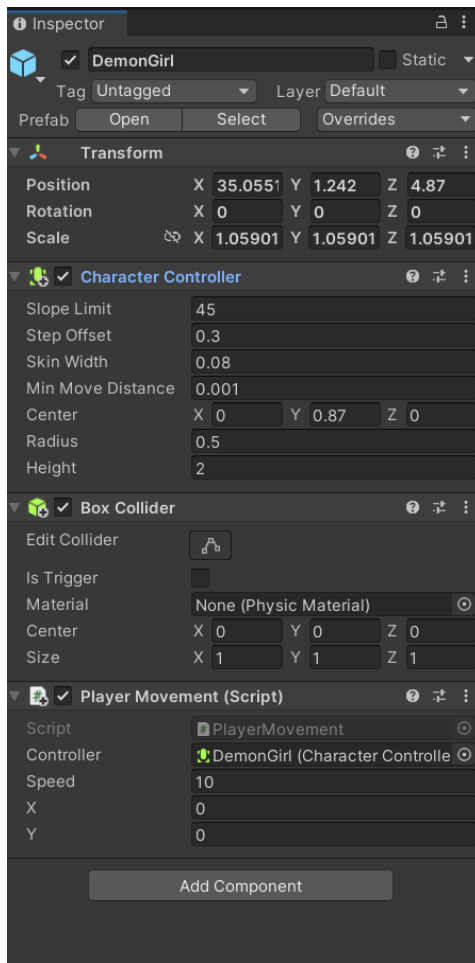 Inspector
DemonGirl Static
Tag Untagged Layer Default
Prefab Open Select Overrides
Transform
Position X 35.0551 Y 1.242 Z 4.87
Rotation X 0 Y 0 Z 0
Scale X 1.05901 Y 1.05901 Z 1.05901
Character Controller
Slope Limit 45
Step Offset 0.3
Skin Width 0.08
Min Move Distance 0.001
Center X 0 Y 0.87 Z 0
Radius 0.5
Height 2
Box Collider
Edit Collider
Is Trigger
Material None (Physic Material)
Center X 0 Y 0 Z 0
Size X 1 Y 1 Z 1
Player Movement (Script)
Script PlayerMovement
Controller DemonGirl (Character Controlle
Speed 10
X 0
Y 0
Add Component